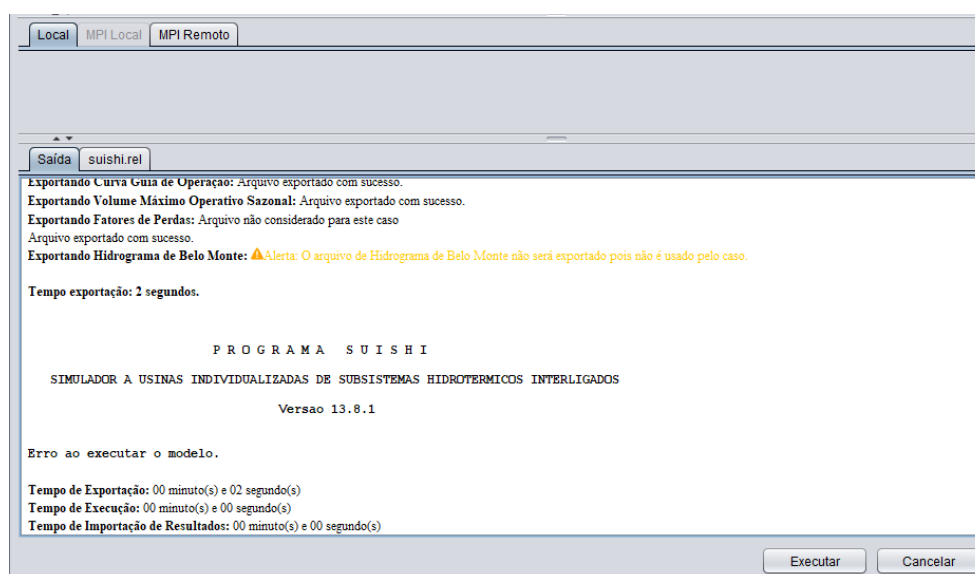 Local MPI Local MPI Remoto
Saída suishi.rel
Exportando Curva Guia de Operação: Arquivo exportado com sucesso.
Exportando Volume Máximo Operativo Sazonal: Arquivo exportado com sucesso.
Exportando Fatores de Perdas: Arquivo não considerado para este caso
Arquivo exportado com sucesso.
Exportando Hidrograma de Belo Monte: Alerta: O arquivo de Hidrograma de Belo Monte não será exportado pois não é usado pelo caso.
Tempo exportação: 2 segundos.
P R O G R A M A S U I S H I
SIMULADOR A USINAS INDIVIDUALIZADAS DE SUBSISTEMAS HIDROTERMICOS INTERLIGADOS
Versao 13.8.1
Erro ao executar o modelo.
Tempo de Exportação: 00 minuto(s) e 02 segundo(s)
Tempo de Execução: 00 minuto(s) e 00 segundo(s)
Tempo de Importação de Resultados: 00 minuto(s) e 00 segundo(s)
Executar Cancelar